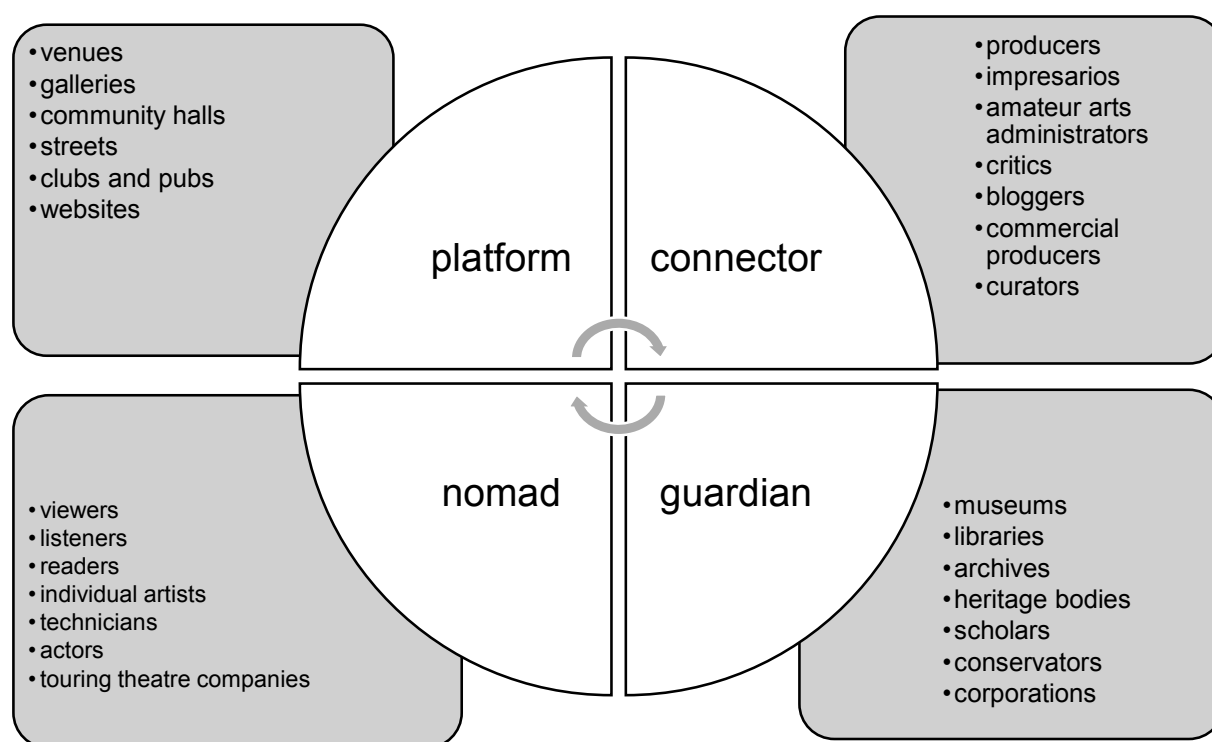 •venues
•galleries
•community halls
•streets
•clubs and pubs
•websites
•producers
•impresarios
•amateur arts
administrators
•critics
•bloggers
•commercial
producers
•curators
platform
connector
nomad
guardian
•viewers
•listeners
•readers
•individual artists
•technicians
•actors
•touring theatre companies
•museums
•libraries
•archives
•heritage bodies
•scholars
•conservators
•corporations